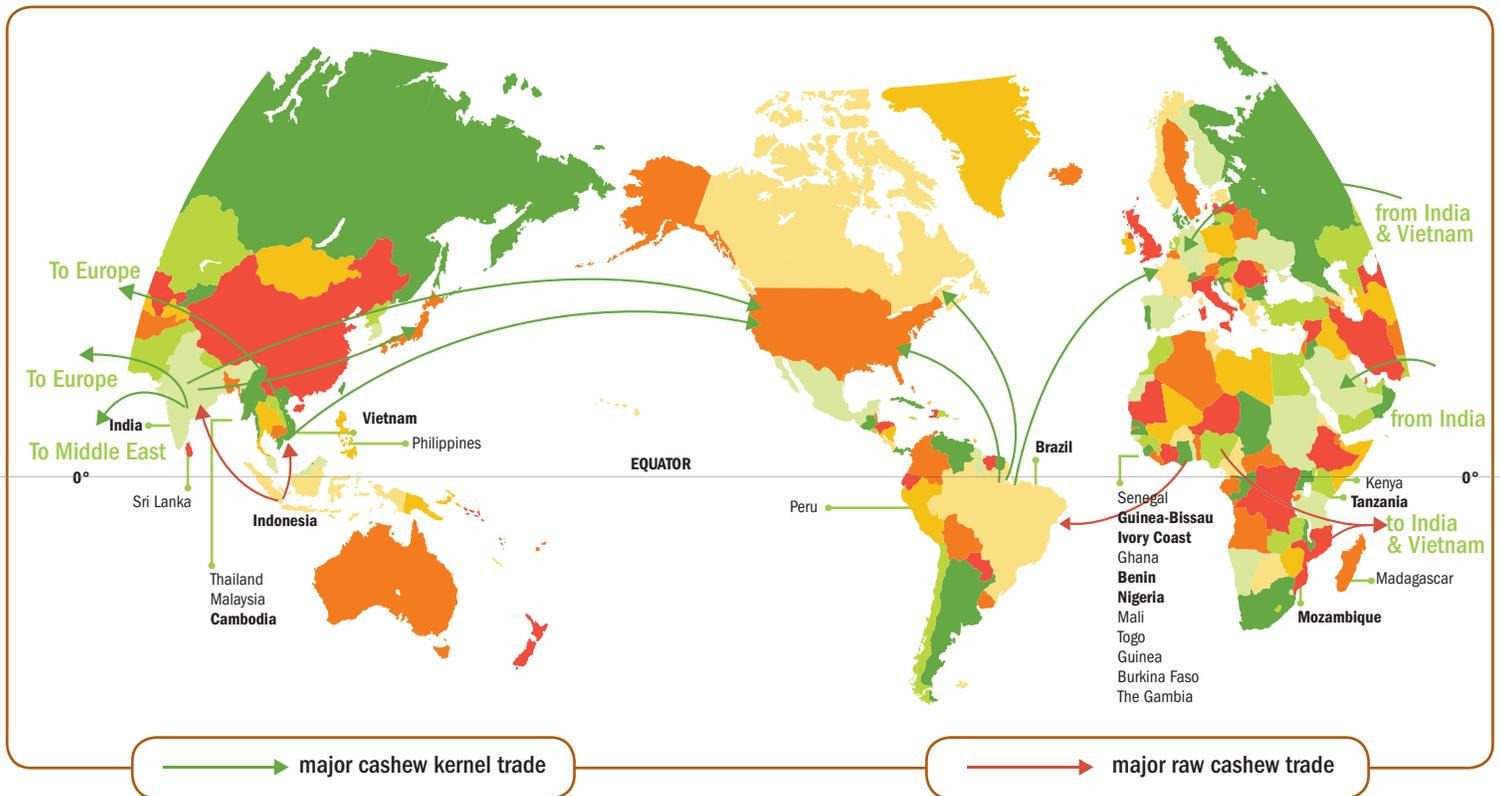 To Europe
To Europe
India
To Middle East
0°
Sri Lanka
Indonesia
Thailand
Malaysia
Cambodia
Vietnam
Philippines
EQUATOR
Peru
Brazil
Senegal
Guinea-Bissau
Ivory Coast
Ghana
Benin
Nigeria
Mali
Togo
Guinea
Burkina Faso
The Gambia
from India
& Vietnam
from India
0°
Kenya
Tanzania
to India
& Vietnam
Madagascar
Mozambique
major cashew kernel trade
major raw cashew trade